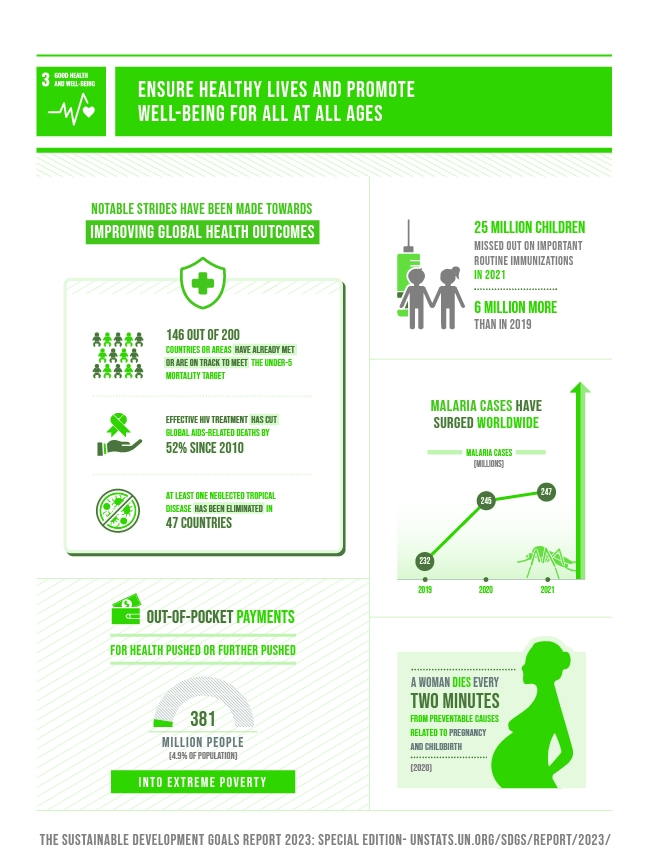 3 GOOD HEALTH
AND WELL-BEING
ENSURE HEALTHY LIVES AND PROMOTE
WELL-BEING FOR ALL AT ALL AGES
NOTABLE STRIDES HAVE BEEN MADE TOWARDS
IMPROVING GLOBAL HEALTH OUTCOMES
146 OUT OF 200
COUNTRIES OR AREAS HAVE ALREADY MET
OR ARE ON TRACK TO MEET THE UNDER-5
MORTALITY TARGET
EFFECTIVE HIV TREATMENT HAS CUT
GLOBAL AIDS-RELATED DEATHS BY
52% SINCE 2010
AT LEAST ONE NEGLECTED TROPICAL
DISEASE HAS BEEN ELIMINATED IN
47 COUNTRIES
OUT-OF-POCKET PAYMENTS
FOR HEALTH PUSHED OR FURTHER PUSHED
381
MILLION PEOPLE
(4.9% OF POPULATION)
INTO EXTREME POVERTY
25 MILLION CHILDREN
MISSED OUT ON IMPORTANT
ROUTINE IMMUNIZATIONS
IN 2021
6 MILLION MORE
THAN IN 2019
MALARIA CASES HAVE
SURGED WORLDWIDE
MALARIA CASES
(MILLIONS)
247
245
232
2019 2020 2021
A WOMAN DIES EVERY
TWO MINUTES
FROM PREVENTABLE CAUSES
RELATED TO PREGNANCY
AND CHILDBIRTH
(2020)
THE SUSTAINABLE DEVELOPMENT GOALS REPORT 2023: SPECIAL EDITION- UNSTATS.UN.ORG/SDGS/REPORT/2023/